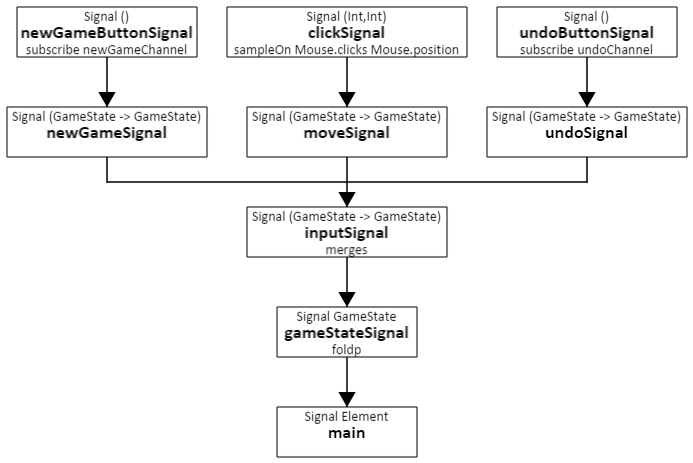 Signal ()
newGameButtonSignal
subscribe newGameChannel
Signal (Int,Int)
clickSignal
sampleOn Mouse.clicks Mouse.position
Signal ()
undoButtonSignal
subscribe undoChannel
Signal (GameState -> GameState)
newGameSignal
Signal (GameState -> GameState)
moveSignal
Signal (GameState -> GameState)
undoSignal
Signal (GameState -> GameState)
inputSignal
merges
Signal GameState
gameStateSignal
foldp
Signal Element
main